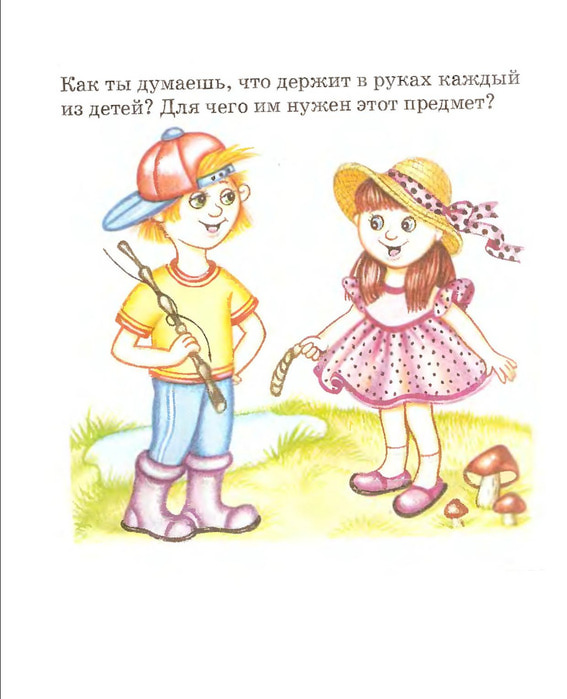 Как ты думаешь, что держит в руках каждый
из детей? Для чего им нужен этот предмет?